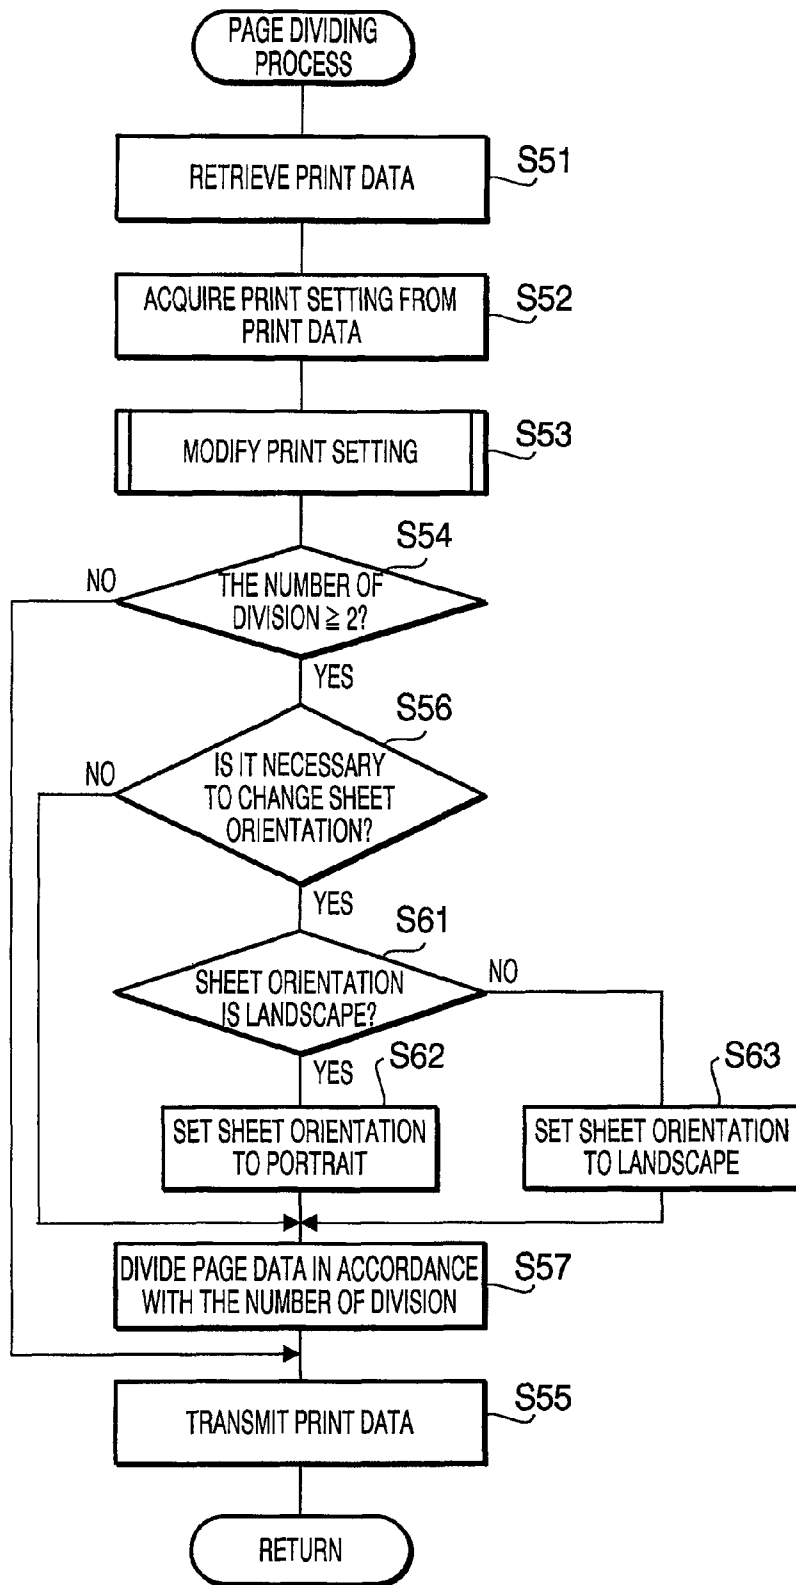 PAGE DIVIDING
PROCESS
RETRIEVE PRINT DATA
S51
ACQUIRE PRINT SETTING FROM
PRINT DATA
S52
MODIFY PRINT SETTING
S53
S54
NO
THE NUMBER OF
DIVISION ≧ 2?
YES
S56
NO
IS IT NECESSARY
TO CHANGE SHEET
ORIENTATION?
YES
S61
SHEET ORIENTATION
IS LANDSCAPE?
NO
YES
S62
S63
SET SHEET ORIENTATION
TO PORTRAIT
SET SHEET ORIENTATION
TO LANDSCAPE
DIVIDE PAGE DATA IN ACCORDANCE
WITH THE NUMBER OF DIVISION
S57
TRANSMIT PRINT DATA
S55
RETURN